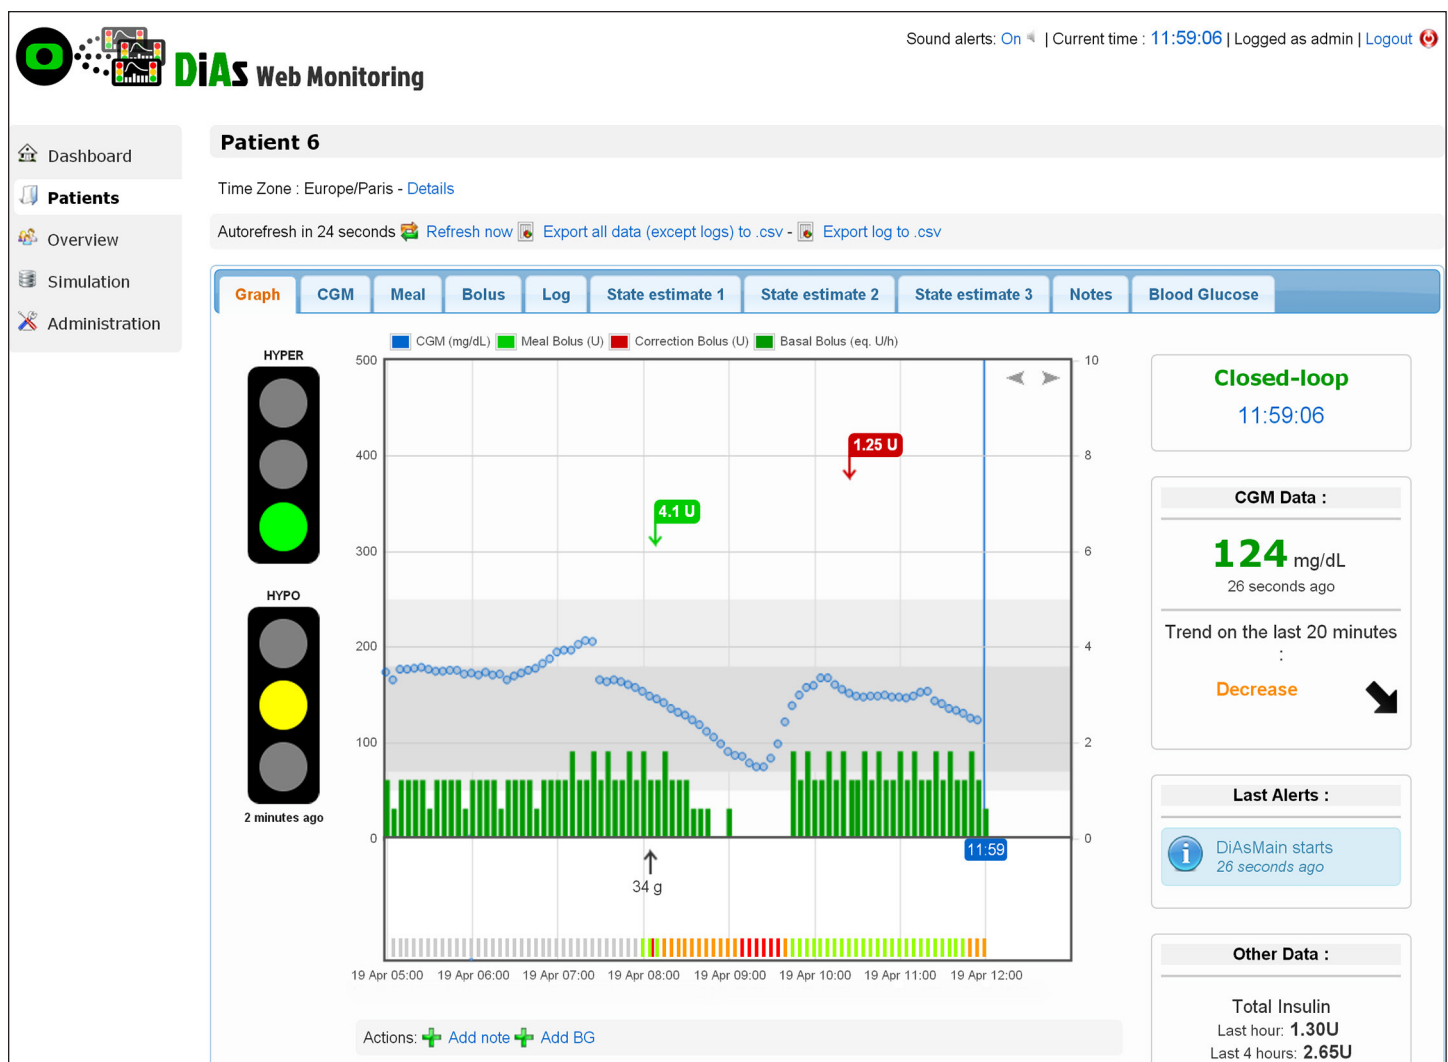 Sound alerts: On | Current time : 11:59:06 | Logged as admin | Logout
DiAs Web Monitoring
Dashboard
Patients
Overview
Simulation
Administration
Patient 6
Time Zone : Europe/Paris - Details
Autorefresh in 24 seconds Refresh now Export all data (except logs) to .csv - Export log to .csv
Graph CGM Meal Bolus Log State estimate 1 State estimate 2 State estimate 3 Notes Blood Glucose
HYPER
HYPO
2 minutes ago
CGM (mg/dL) Meal Bolus (U) Correction Bolus (U) Basal Bolus (eq. U/h)
500 10
400 8
300 6
200 4
100 2
0 0
1.25 U
4.1 U
11:59
34 g
19 Apr 05:00 19 Apr 06:00 19 Apr 07:00 19 Apr 08:00 19 Apr 09:00 19 Apr 10:00 19 Apr 11:00 19 Apr 12:00
Actions: Add note Add BG
Closed-loop
11:59:06
CGM Data :
124 mg/dL
26 seconds ago
Trend on the last 20 minutes
:
Decrease
Last Alerts :
DiAsMain starts
26 seconds ago
Other Data :
Total Insulin
Last hour: 1.30U
Last 4 hours: 2.65U